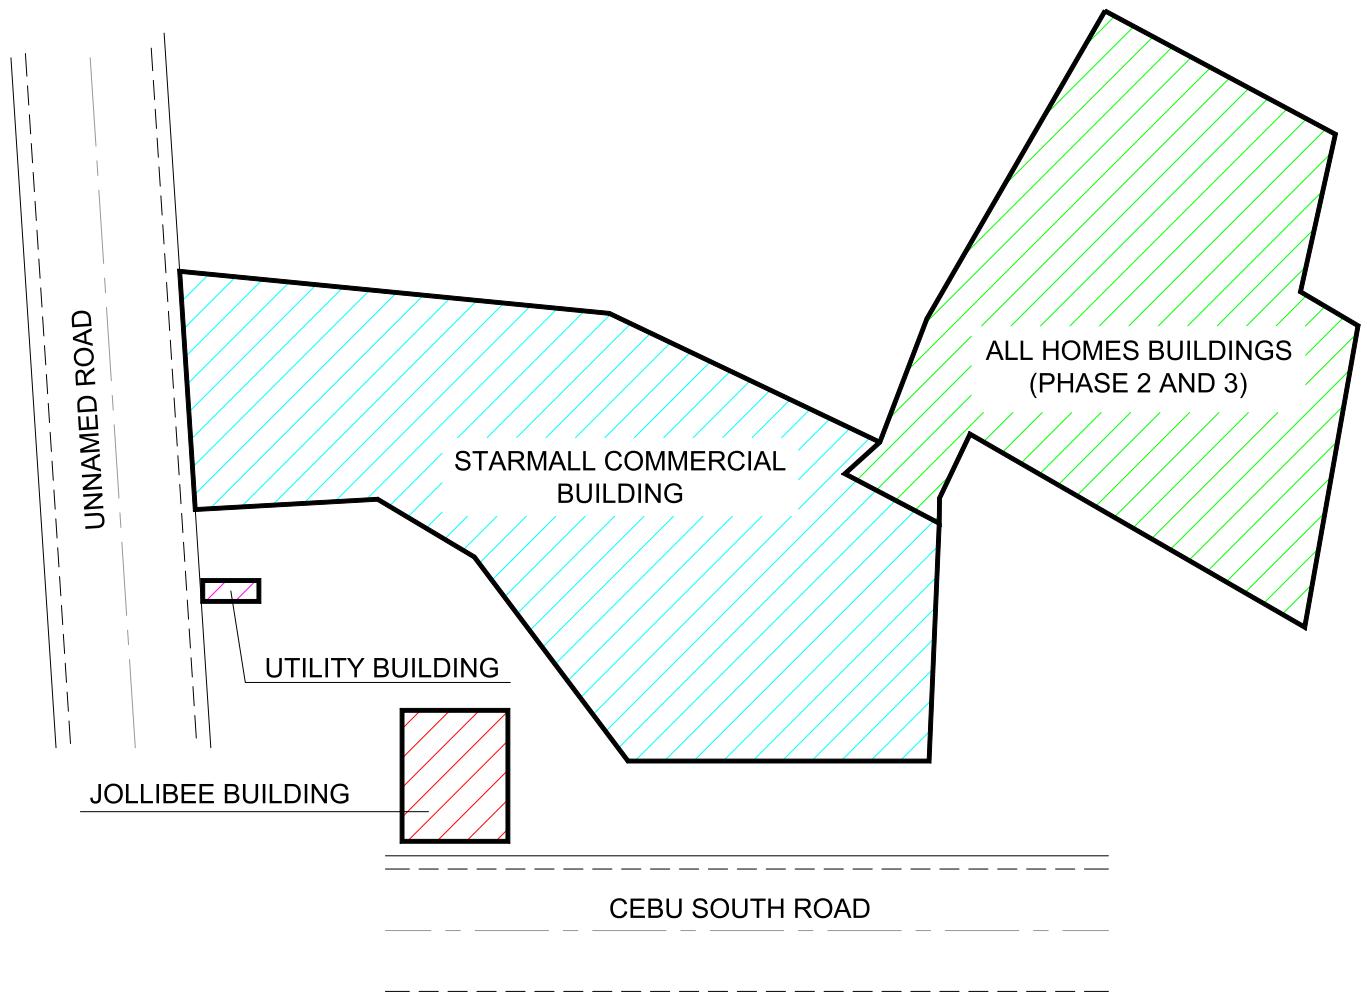 UNNAMED ROAD
ALL HOMES BUILDINGS
(PHASE 2 AND 3)
STARMALL COMMERCIAL
BUILDING
UTILITY BUILDING
JOLLIBEE BUILDING
CEBU SOUTH ROAD